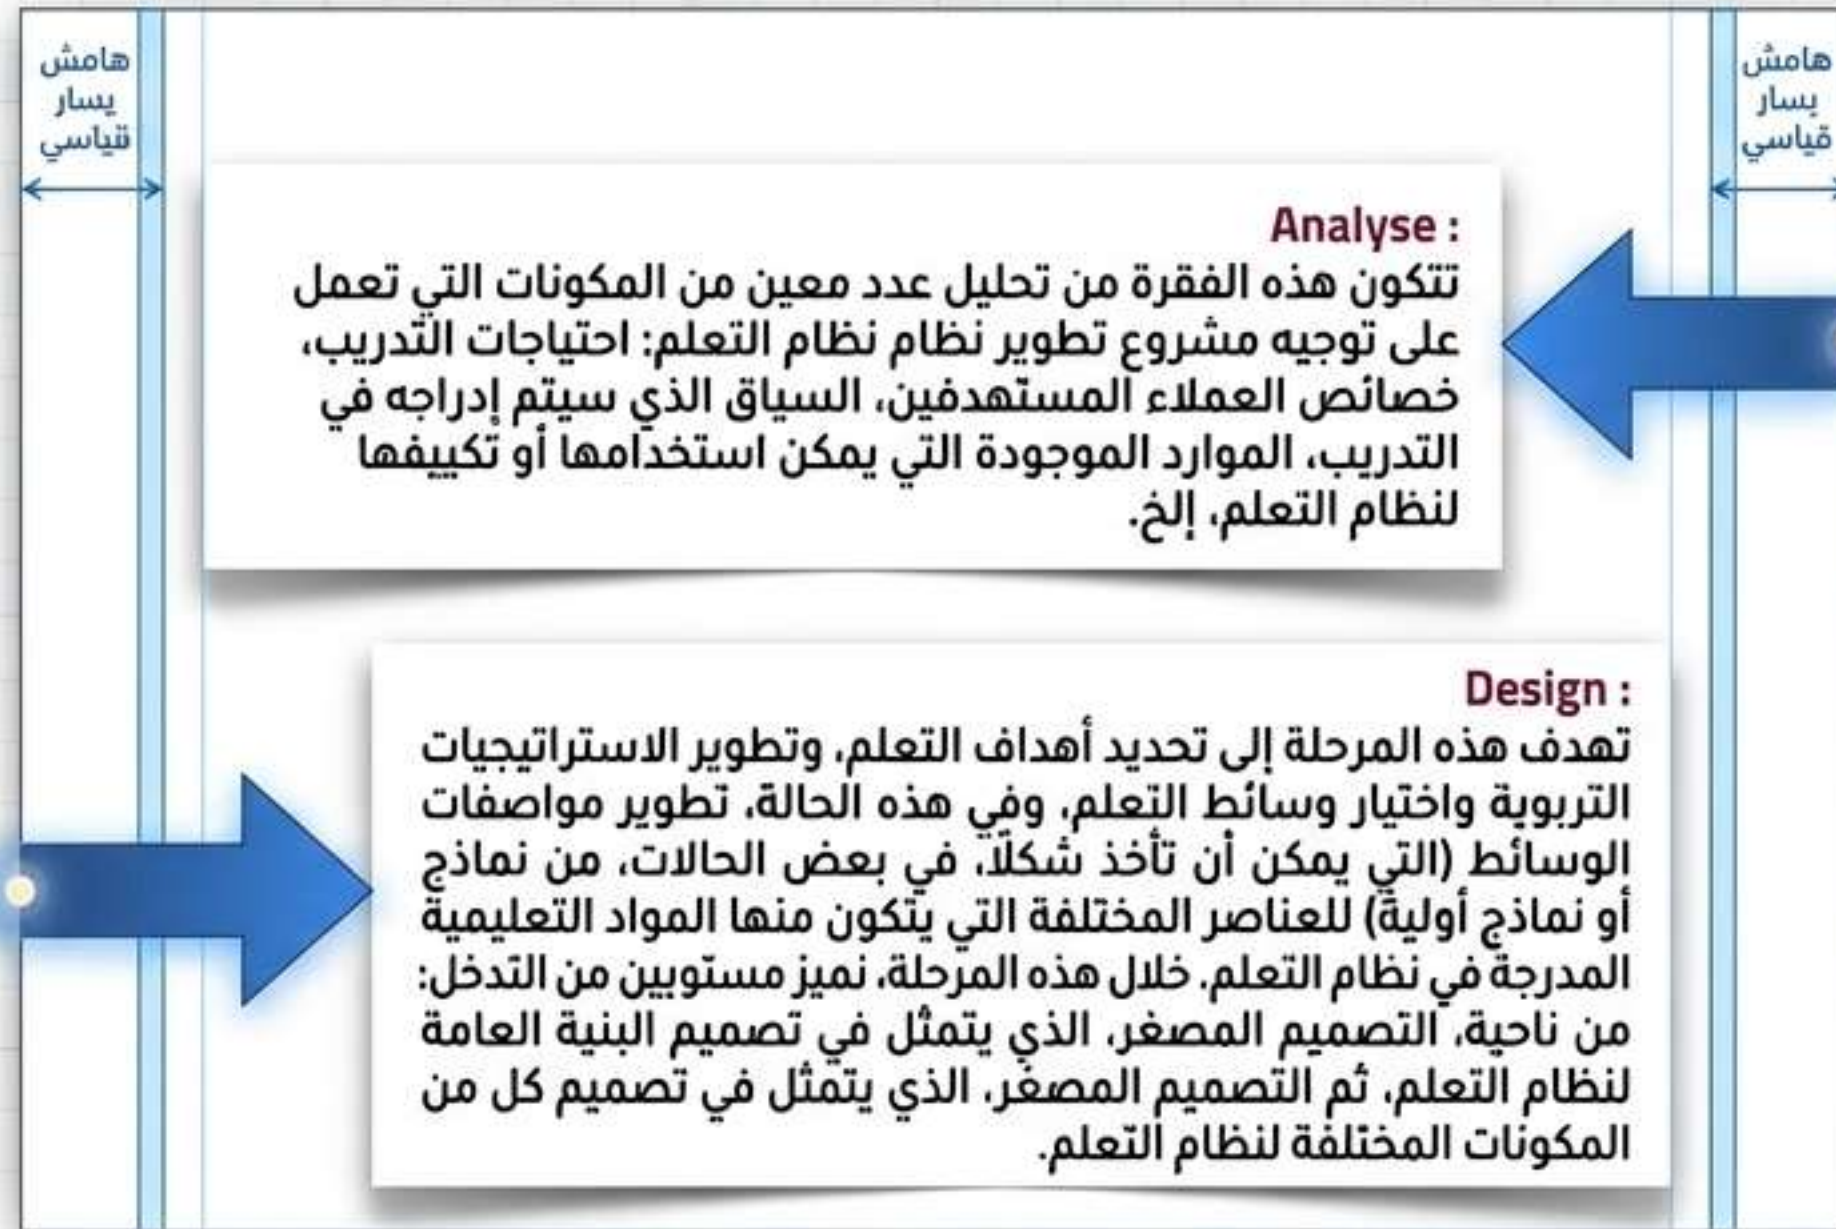 هامش
يسار
قياسي
هامش
يسار
قياسي
Analyse :
تتكون هذه الفقرة من تحليل عدد معين من المكونات التي تعمل
على توجيه مشروع تطوير نظام نظام التعلم: احتياجات التدريب،
خصائص العملاء المستهدفين، السياق الذي سيتم إدراجه في
التدريب، الموارد الموجودة التي يمكن استخدامها أو تكييفها
لنظام التعلم، إلخ.
Design :
تهدف هذه المرحلة إلى تحديد أهداف التعلم، وتطوير الاستراتيجيات
التربوية واختيار وسائط التعلم، وفي هذه الحالة، تطوير مواصفات
الوسائط (التي يمكن أن تأخذ شكلًا، في بعض الحالات، من نماذج
أو نماذج أولية) للعناصر المختلفة التي يتكون منها المواد التعليمية
المدرجة في نظام التعلم. خلال هذه المرحلة، نميز مستويين من التدخل:
من ناحية، التصميم المصغر، الذي يتمثل في تصميم البنية العامة
لنظام التعلم، ثم التصميم المصغر، الذي يتمثل في تصميم كل من
المكونات المختلفة لنظام التعلم.